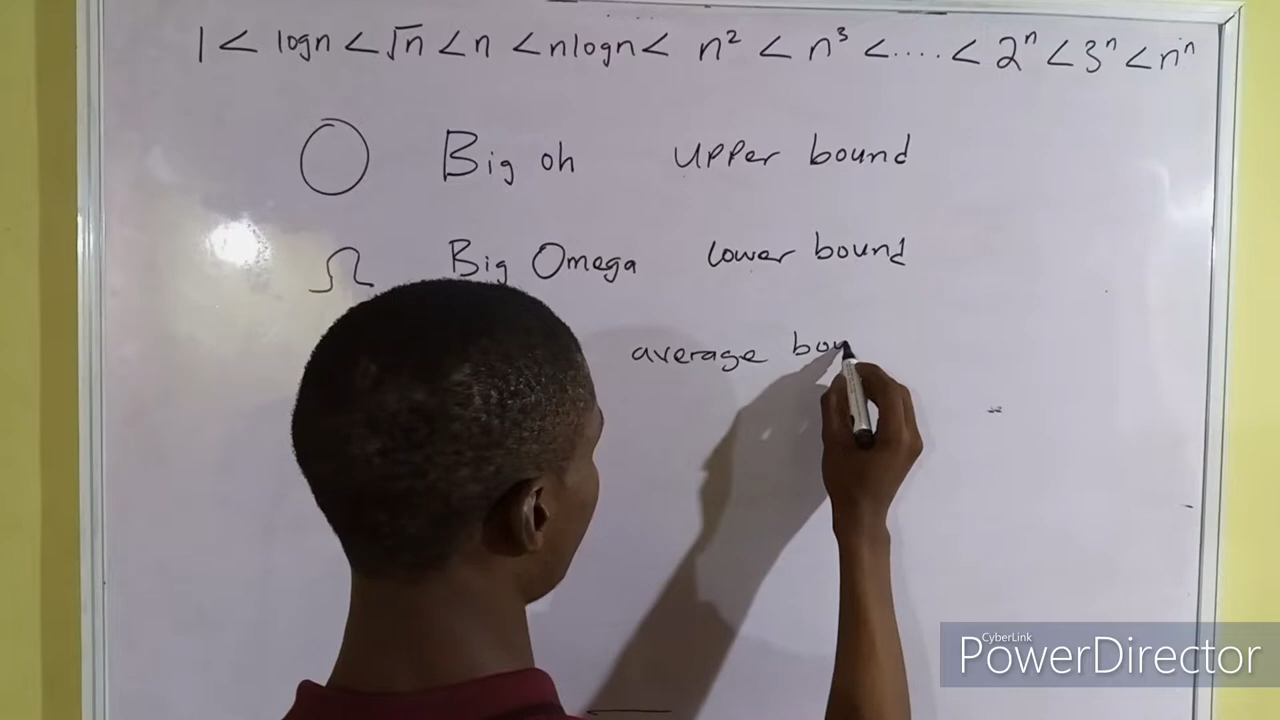 1 < logn < √n < n < nlogn < n² < n³ < .... < 2ⁿ < 3ⁿ < nⁿ
O Big oh upper bound
Ω Big Omega lower bound
average bou
CyberLink
PowerDirector